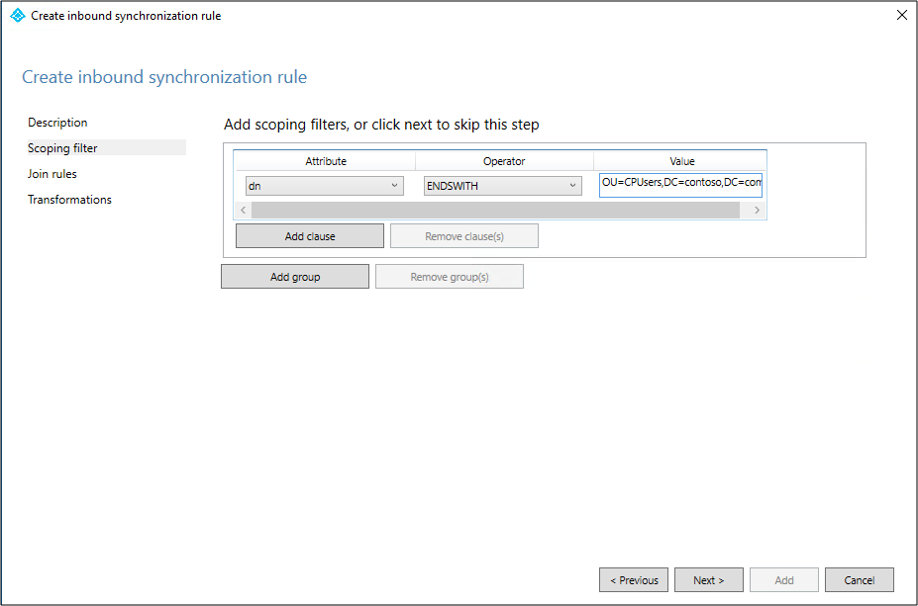 Create inbound synchronization rule
Create inbound synchronization rule
Description
Scoping filter
Join rules
Transformations
Add scoping filters, or click next to skip this step
Attribute Operator Value
dn ENDSWITH OU=CPUsers,DC=contoso,DC=com
Add clause Remove clause(s)
Add group Remove group(s)
< Previous Next > Add Cancel